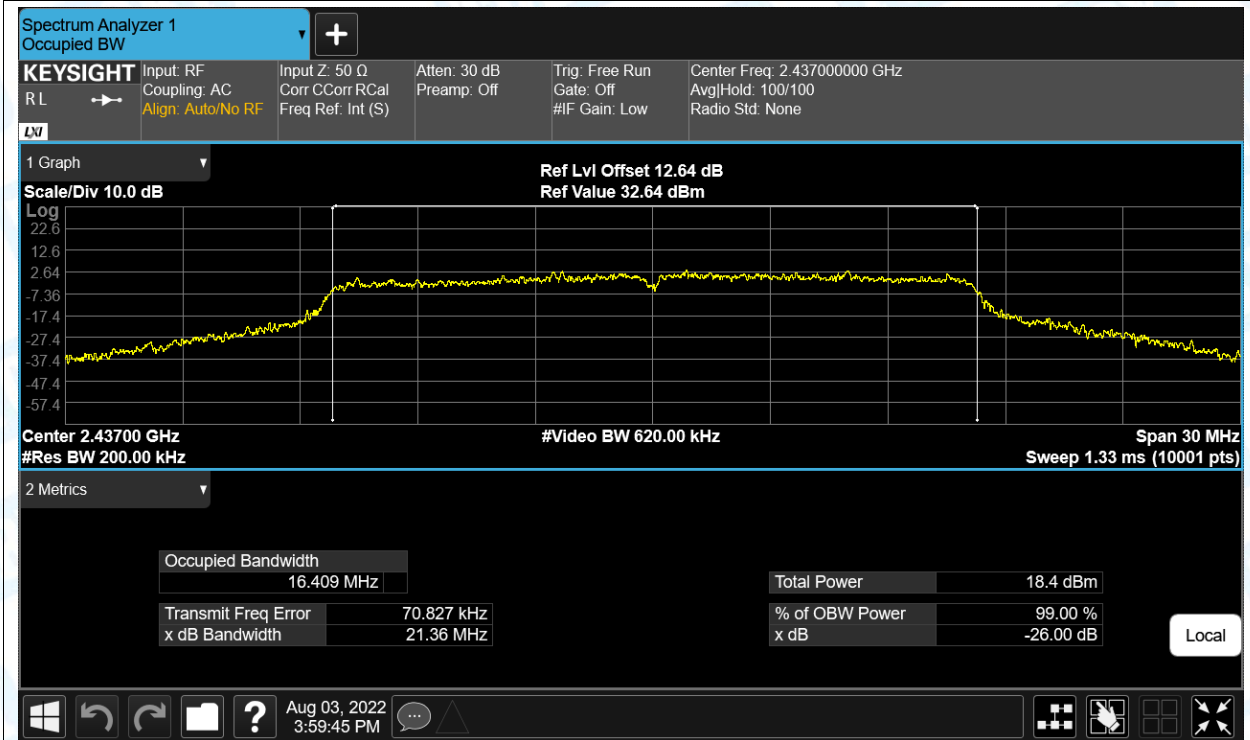 Spectrum Analyzer 1
Occupied BW
KEYSIGHT
R L
LXI
Input: RF
Coupling: AC
Align: Auto/No RF
Input Z: 50 Ω
Corr CCorr RCal
Freq Ref: Int (S)
Atten: 30 dB
Preamp: Off
Trig: Free Run
Gate: Off
#IF Gain: Low
Center Freq: 2.437000000 GHz
Avg|Hold: 100/100
Radio Std: None
1 Graph
Scale/Div 10.0 dB
Ref Lvl Offset 12.64 dB
Ref Value 32.64 dBm
Log
22.6
12.6
2.64
-7.36
-17.4
-27.4
-37.4
-47.4
-57.4
Center 2.43700 GHz
#Res BW 200.00 kHz
#Video BW 620.00 kHz
Span 30 MHz
Sweep 1.33 ms (10001 pts)
2 Metrics
Occupied Bandwidth
16.409 MHz
Transmit Freq Error 70.827 kHz
x dB Bandwidth 21.36 MHz
Total Power 18.4 dBm
% of OBW Power 99.00 %
x dB -26.00 dB
Local
?
Aug 03, 2022
3:59:45 PM